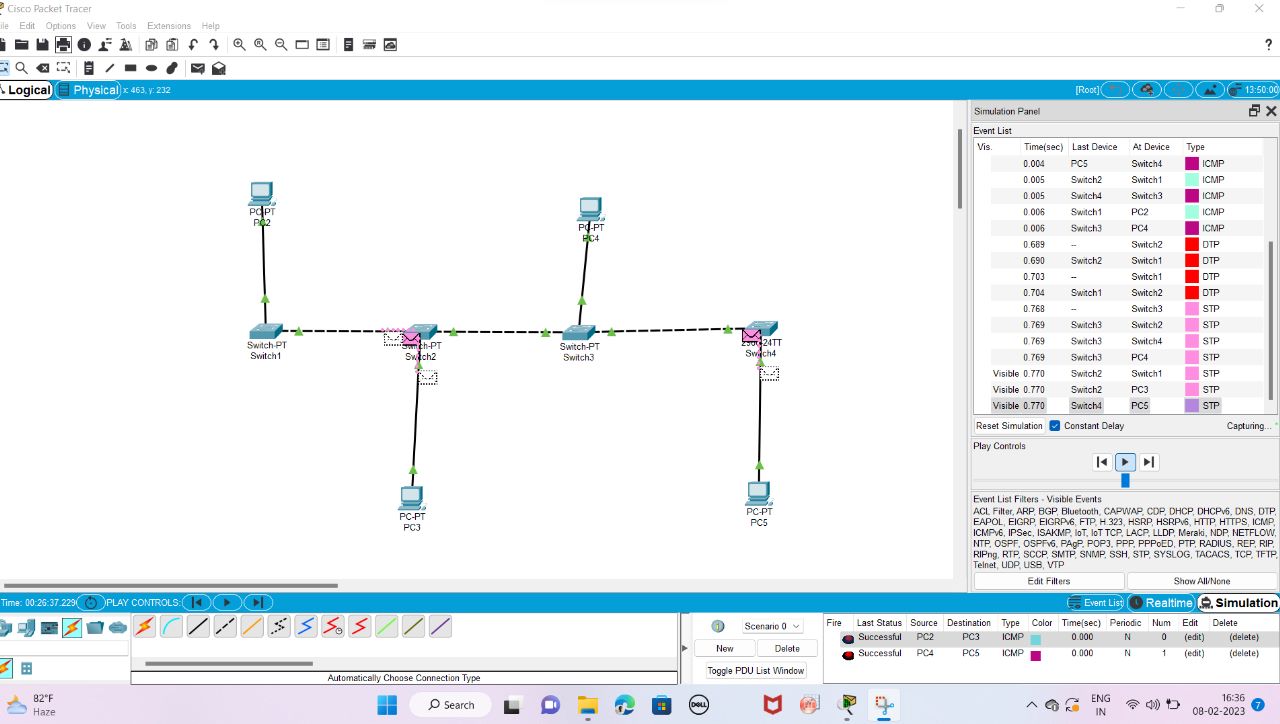 Cisco Packet Tracer
ile Edit Options View Tools Extensions Help
?
Logical Physical x: 463, y: 232 [Root] 13:50:00
Simulation Panel
Event List
Vis. Time(sec) Last Device At Device Type
0.004 PC5 Switch4 ICMP
0.005 Switch2 Switch1 ICMP
0.005 Switch4 Switch3 ICMP
0.006 Switch1 PC2 ICMP
0.006 Switch3 PC4 ICMP
0.689 -- Switch2 DTP
0.690 Switch2 Switch1 DTP
0.703 -- Switch1 DTP
0.704 Switch1 Switch2 DTP
0.768 -- Switch3 STP
0.769 Switch3 Switch2 STP
0.769 Switch3 Switch4 STP
0.769 Switch3 PC4 STP
Visible 0.770 Switch2 Switch1 STP
Visible 0.770 Switch2 PC3 STP
Visible 0.770 Switch4 PC5 STP
Reset Simulation Constant Delay Capturing...
Play Controls
Event List Filters - Visible Events
ACL Filter, ARP, BGP, Bluetooth, CAPWAP, CDP, DHCP, DHCPv6, DNS, DTP,
EAPOL, EIGRP, EIGRPv6, FTP, H.323, HSRP, HSRPv6, HTTP, HTTPS, ICMP,
ICMPv6, IPSec, ISAKMP, IoT, IoT TCP, LACP, LLDP, Meraki, NDP, NETFLOW,
NTP, OSPF, OSPFv6, PAgP, POP3, PPP, PPPoED, PTP, RADIUS, REP, RIP,
RIPng, RTP, SCCP, SMTP, SNMP, SSH, STP, SYSLOG, TACACS, TCP, TFTP,
Telnet, UDP, USB, VTP
Edit Filters Show All/None
PC-PT
PC2
PC-PT
PC4
Switch-PT
Switch1
Switch-PT
Switch2
Switch-PT
Switch3
2960-24TT
Switch4
PC-PT
PC3
PC-PT
PC5
Time: 00:26:37.229 PLAY CONTROLS: Event List Realtime Simulation
Scenario 0
New Delete
Toggle PDU List Window
Fire Last Status Source Destination Type Color Time(sec) Periodic Num Edit Delete
Successful PC2 PC3 ICMP 0.000 N 0 (edit) (delete)
Successful PC4 PC5 ICMP 0.000 N 1 (edit) (delete)
Automatically Choose Connection Type
82°F
Haze
Search
DELL
ENG
IN
16:36
08-02-2023
7